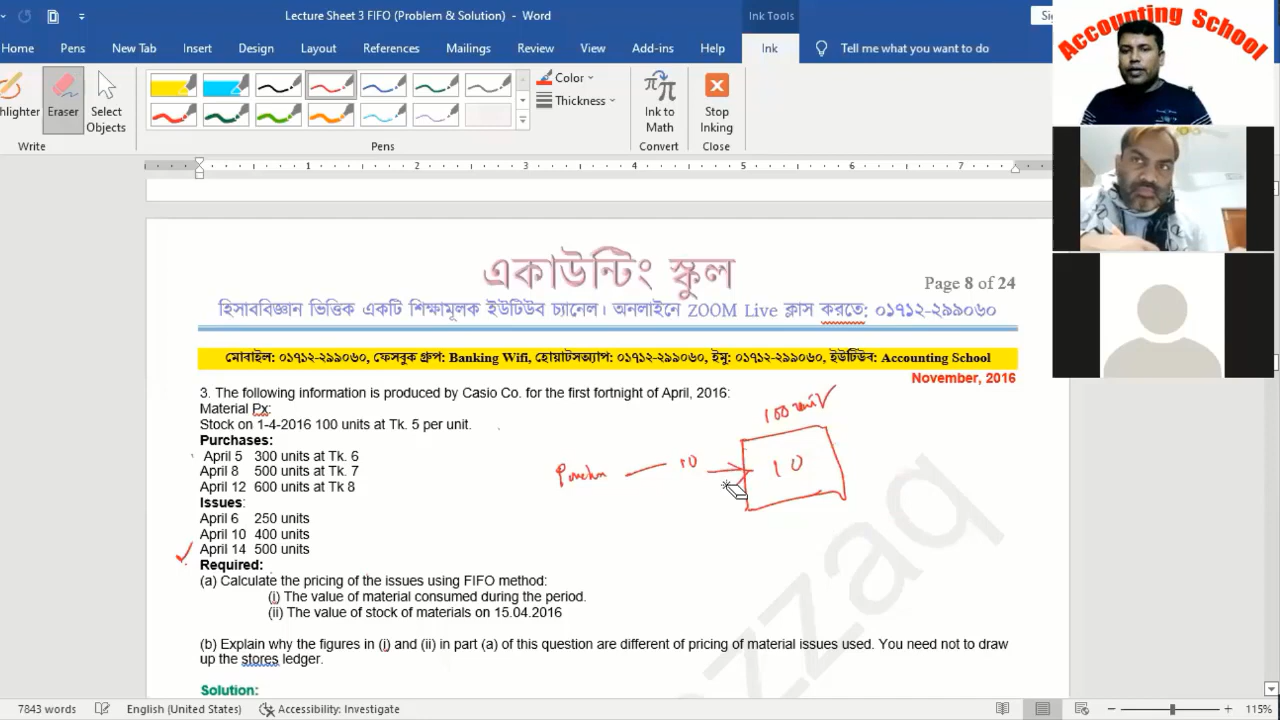 Lecture Sheet 3 FIFO (Problem & Solution) - Word
Ink Tools
Accounting School
Home Pens New Tab Insert Design Layout References Mailings Review View Add-ins Help Ink Tell me what you want to do
Eraser
Select Objects
Color
Thickness
Ink to Math
Stop Inking
Write
Pens
Convert
Close
1 2 3 4 5 6 7
একাউন্টিং স্কুল
Page 8 of 24
হিসাববিজ্ঞান ভিত্তিক একটি শিক্ষামূলক ইউটিউব চ্যানেল। অনলাইনে ZOOM Live ক্লাস করতে: ০১৭১২-২৯৯০৬০
মোবাইল: ০১৭১২-২৯৯০৬০, ফেসবুক গ্রুপ: Banking Wifi, হোয়াটসঅ্যাপ: ০১৭১২-২৯৯০৬০, ইমু: ০১৭১২-২৯৯০৬০, ইউটিউব: Accounting School
November, 2016
3. The following information is produced by Casio Co. for the first fortnight of April, 2016:
Material Px:
Stock on 1-4-2016 100 units at Tk. 5 per unit.
Purchases:
April 5 300 units at Tk. 6
April 8 500 units at Tk. 7
April 12 600 units at Tk 8
Issues:
April 6 250 units
April 10 400 units
April 14 500 units
100 unit
10
10
Required:
(a) Calculate the pricing of the issues using FIFO method:
(i) The value of material consumed during the period.
(ii) The value of stock of materials on 15.04.2016
(b) Explain why the figures in (i) and (ii) in part (a) of this question are different of pricing of material issues used. You need not to draw
up the stores ledger.
Solution:
7843 words English (United States) Accessibility: Investigate 115%